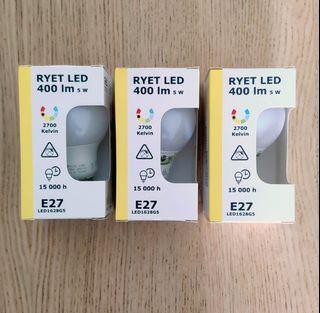 RYET LED
400 lm 5 W
2700
Kelvin
15 000 h
E27
LED1628G5
RYET LED
400 lm 5 W
2700
Kelvin
15 000 h
E27
LED1628G5
RYET LED
400 lm 5 W
2700
Kelvin
15 000 h
E27
LED1628G5